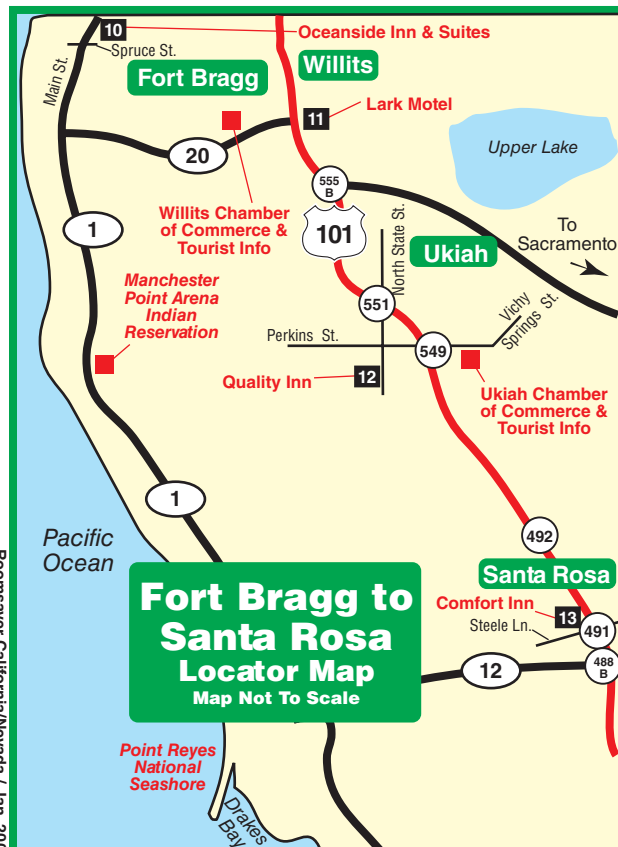 10
Oceanside Inn & Suites
Spruce St.
Main St.
Fort Bragg
Willits
11
Lark Motel
20
Upper Lake
Willits Chamber
of Commerce &
Tourist Info
555
B
101
North State St.
Ukiah
To
Sacramento
1
Manchester
Point Arena
Indian
Reservation
551
Vichy
Springs St.
Perkins St.
549
Quality Inn
12
Ukiah Chamber
of Commerce &
Tourist Info
1
Pacific
Ocean
492
Santa Rosa
Fort Bragg to
Santa Rosa
Locator Map
Map Not To Scale
Comfort Inn
13
Steele Ln.
491
488
B
12
Point Reyes
National
Seashore
Drakes
Bay
Roomsaver California/Nevada / Jan.